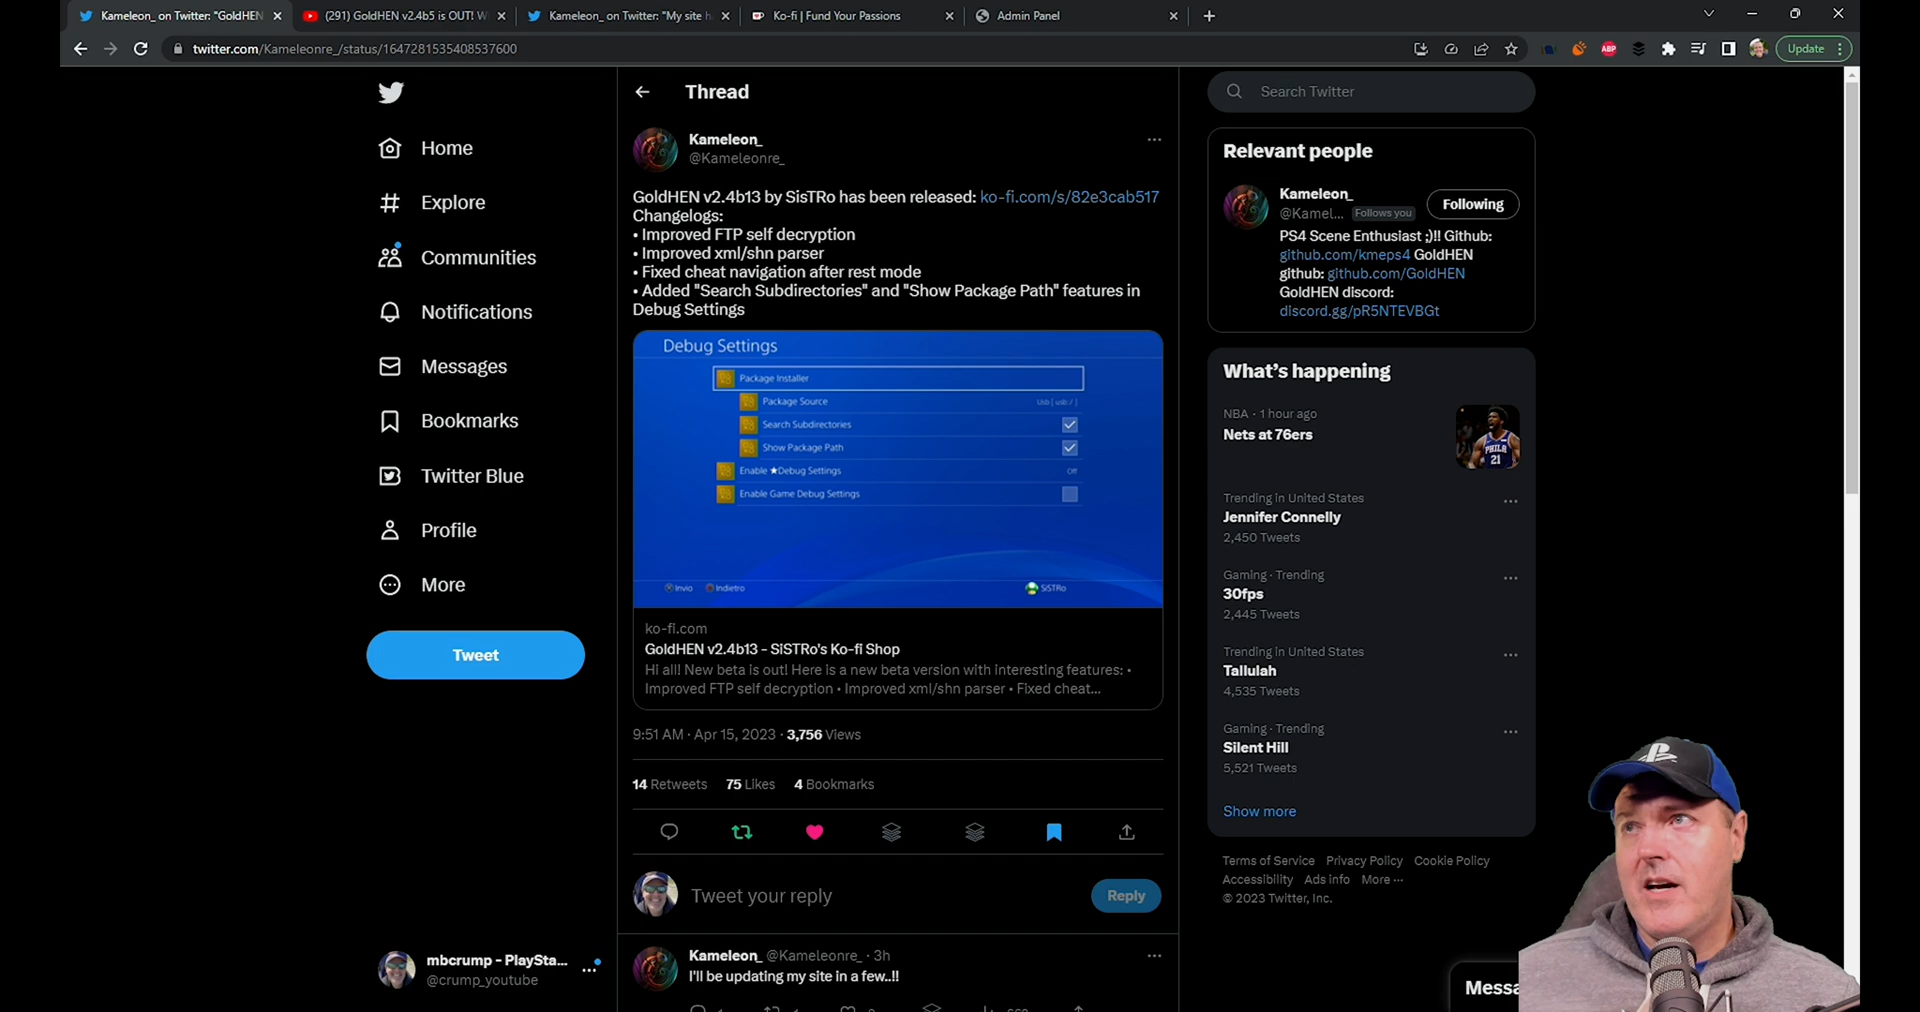 Kameleon_ on Twitter: "GoldHEN
(291) GoldHEN v2.4b5 is OUT! W
Kameleon_ on Twitter: "My site h
Ko-fi | Fund Your Passions
Admin Panel
twitter.com/Kameleonre_/status/1647281535408537600
ABP
Update
Home
Explore
Communities
Notifications
Messages
Bookmarks
Twitter Blue
Profile
More
Tweet
mbcrump - PlaySta...
@crump_youtube
Thread
Kameleon_
@Kameleonre_
GoldHEN v2.4b13 by SisTRo has been released: ko-fi.com/s/82e3cab517
Changelogs:
• Improved FTP self decryption
• Improved xml/shn parser
• Fixed cheat navigation after rest mode
• Added "Search Subdirectories" and "Show Package Path" features in
Debug Settings
Debug Settings
Package Installer
Package Source
Search Subdirectories
Show Package Path
Enable ★Debug Settings
Off
Enable Game Debug Settings
Invio
Indietro
SiSTRo
ko-fi.com
GoldHEN v2.4b13 - SiSTRo's Ko-fi Shop
Hi all! New beta is out! Here is a new beta version with interesting features: •
Improved FTP self decryption • Improved xml/shn parser • Fixed cheat...
9:51 AM · Apr 15, 2023 · 3,756 Views
14 Retweets 75 Likes 4 Bookmarks
Tweet your reply
Reply
Kameleon_ @Kameleonre_ · 3h
I'll be updating my site in a few..!!
Search Twitter
Relevant people
Kameleon_
@Kamel... Follows you
Following
PS4 Scene Enthusiast ;)!! Github:
github.com/kmeps4 GoldHEN
github: github.com/GoldHEN
GoldHEN discord:
discord.gg/pR5NTEVBGt
What's happening
NBA · 1 hour ago
Nets at 76ers
PHILA
21
Trending in United States
Jennifer Connelly
2,450 Tweets
Gaming · Trending
30fps
2,445 Tweets
Trending in United States
Tallulah
4,535 Tweets
Gaming · Trending
Silent Hill
5,521 Tweets
Show more
Terms of Service Privacy Policy Cookie Policy
Accessibility Ads info More ···
© 2023 Twitter, Inc.
Messa